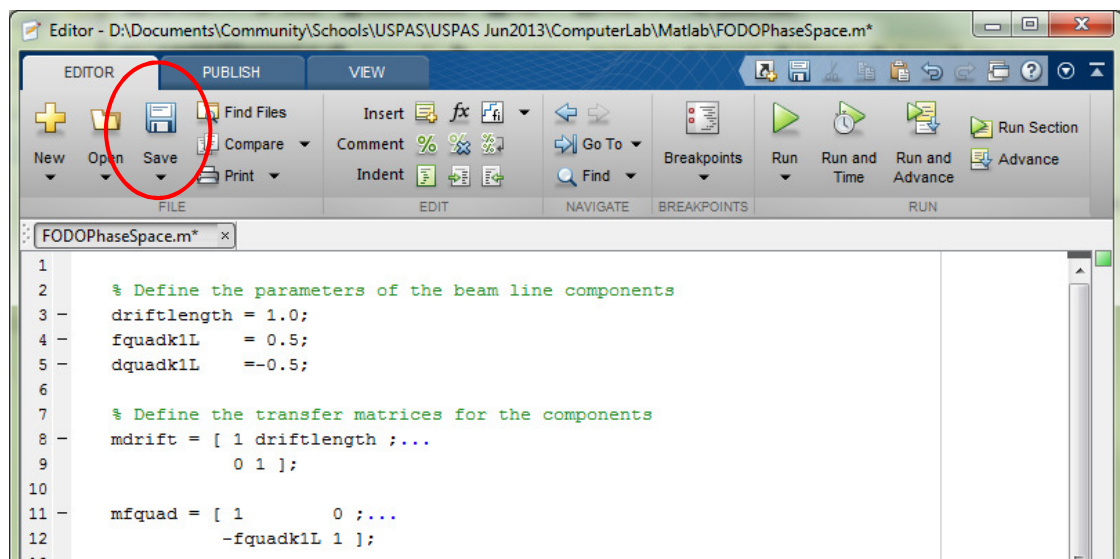 Editor - D:\Documents\Community\Schools\USPAS\USPAS Jun2013\ComputerLab\Matlab\FODOPhaseSpace.m*
EDITOR PUBLISH VIEW
New Open Save
Find Files
Compare
Print
FILE
Insert fx fi
Comment % %
Indent
EDIT
Go To
Find
NAVIGATE
Breakpoints
BREAKPOINTS
Run
Run and Time
Run and Advance
Run Section
Advance
RUN
FODOPhaseSpace.m* ×
1
2 % Define the parameters of the beam line components
3 – driftlength = 1.0;
4 – fquadk1L    = 0.5;
5 – dquadk1L    =-0.5;
6
7 % Define the transfer matrices for the components
8 – mdrift = [ 1 driftlength ;...
9            0 1 ];
10
11 – mfquad = [ 1         0 ;...
12           -fquadk1L 1 ];